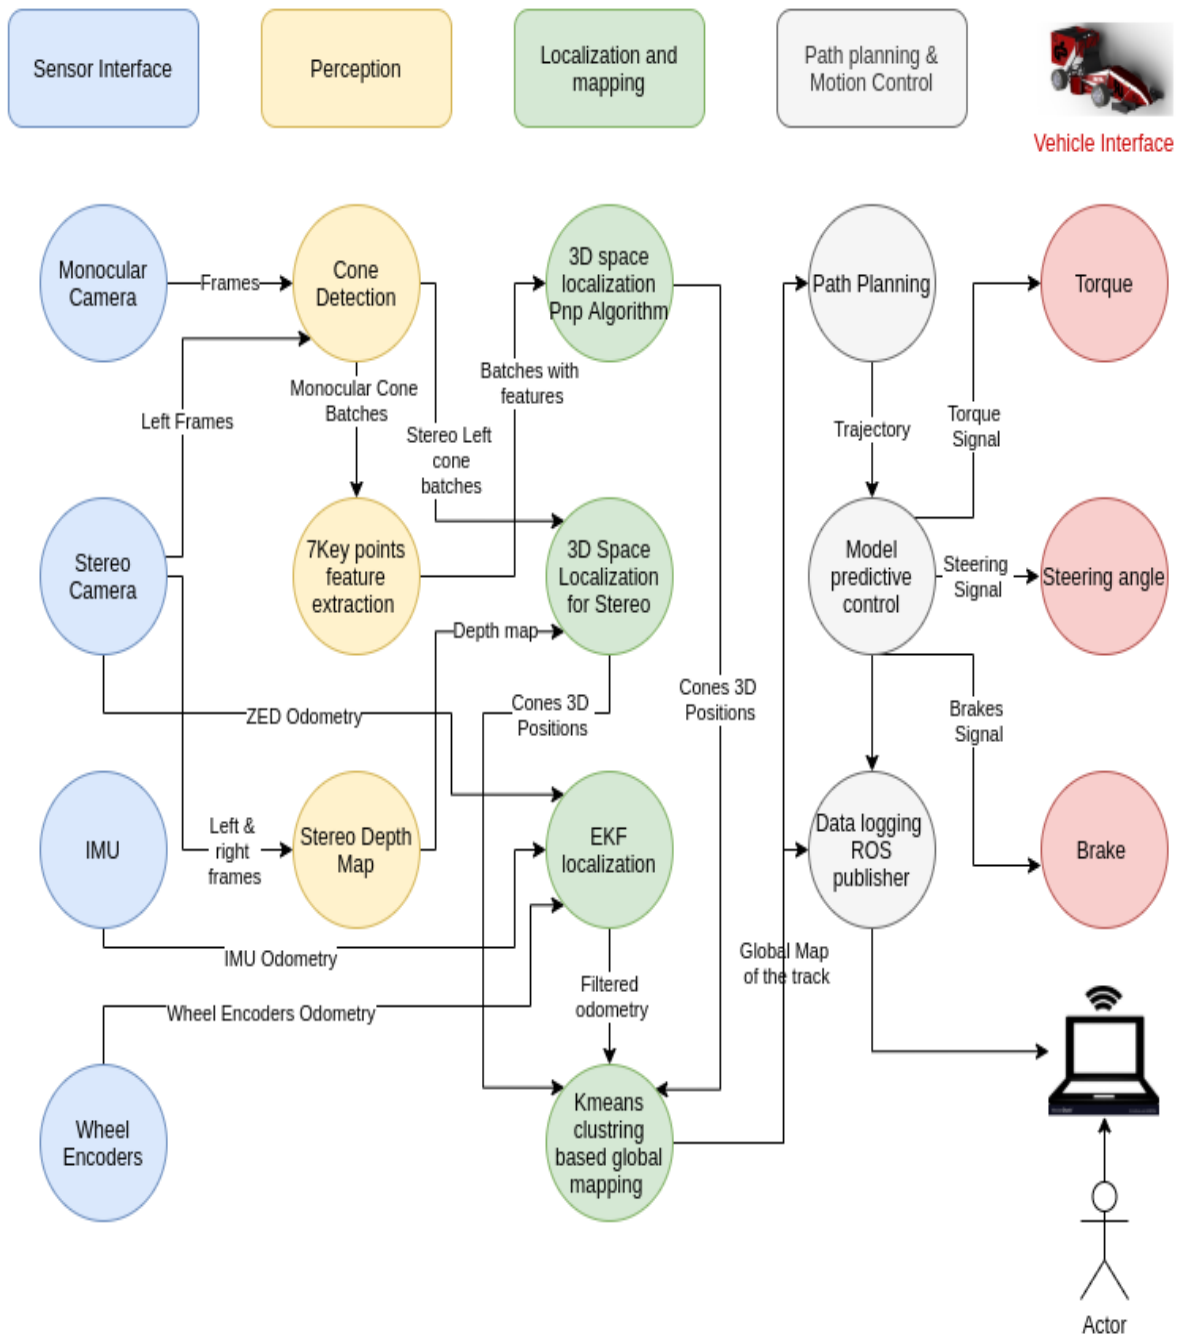 Sensor Interface
Perception
Localization and
mapping
Path planning &
Motion Control
Vehicle Interface
Monocular
Camera
Frames
Cone
Detection
3D space
localization
Pnp Algorithm
Path Planning
Torque
Left Frames
Monocular Cone
Batches
Batches with
features
Stereo Left
cone
batches
Trajectory
Torque
Signal
Stereo
Camera
7Key points
feature
extraction
3D Space
Localization
for Stereo
Model
predictive
control
Steering
Signal
Steering angle
Depth map
ZED Odometry
Cones 3D
Positions
Cones 3D
Positions
Brakes
Signal
IMU
Left &
right
frames
Stereo Depth
Map
EKF
localization
Data logging
ROS
publisher
Brake
IMU Odometry
Wheel Encoders Odometry
Filtered
odometry
Global Map
of the track
Wheel
Encoders
Kmeans
clustring
based global
mapping
Actor